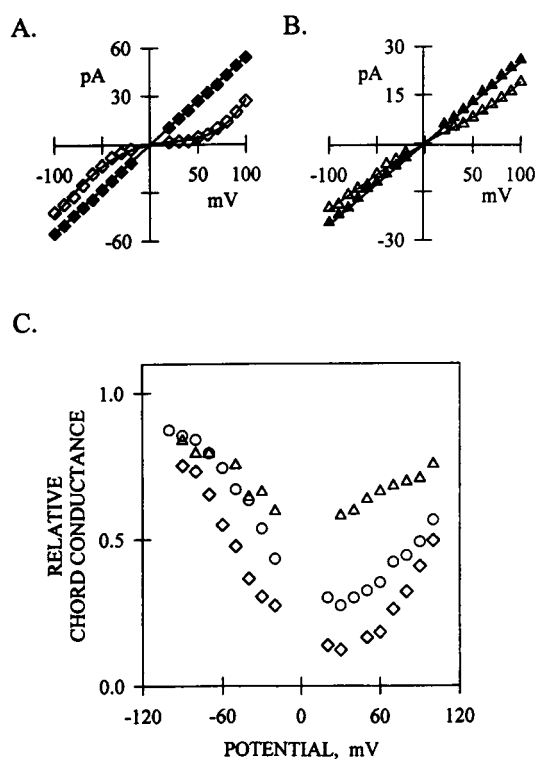 A.
B.
60
pA
30
-100
50
100
mV
-60
30
pA
15
-100
50
100
mV
-30
C.
RELATIVE
CHORD CONDUCTANCE
1.0
0.5
0.0
-120
-60
0
60
120
POTENTIAL, mV